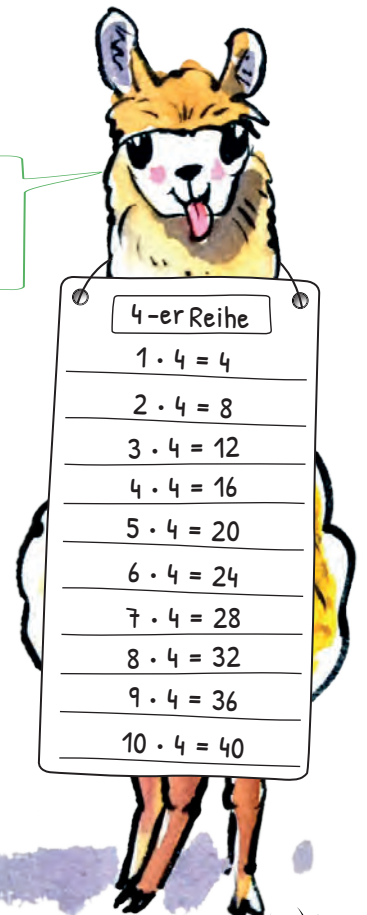 4-er Reihe
1 · 4 = 4
2 · 4 = 8
3 · 4 = 12
4 · 4 = 16
5 · 4 = 20
6 · 4 = 24
7 · 4 = 28
8 · 4 = 32
9 · 4 = 36
10 · 4 = 40